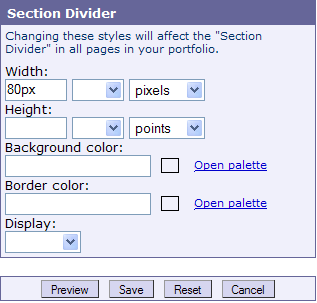 Section Divider
Changing these styles will affect the "Section
Divider" in all pages in your portfolio.
Width:
80px pixels
Height:
points
Background color:
Open palette
Border color:
Open palette
Display:
Preview Save Reset Cancel